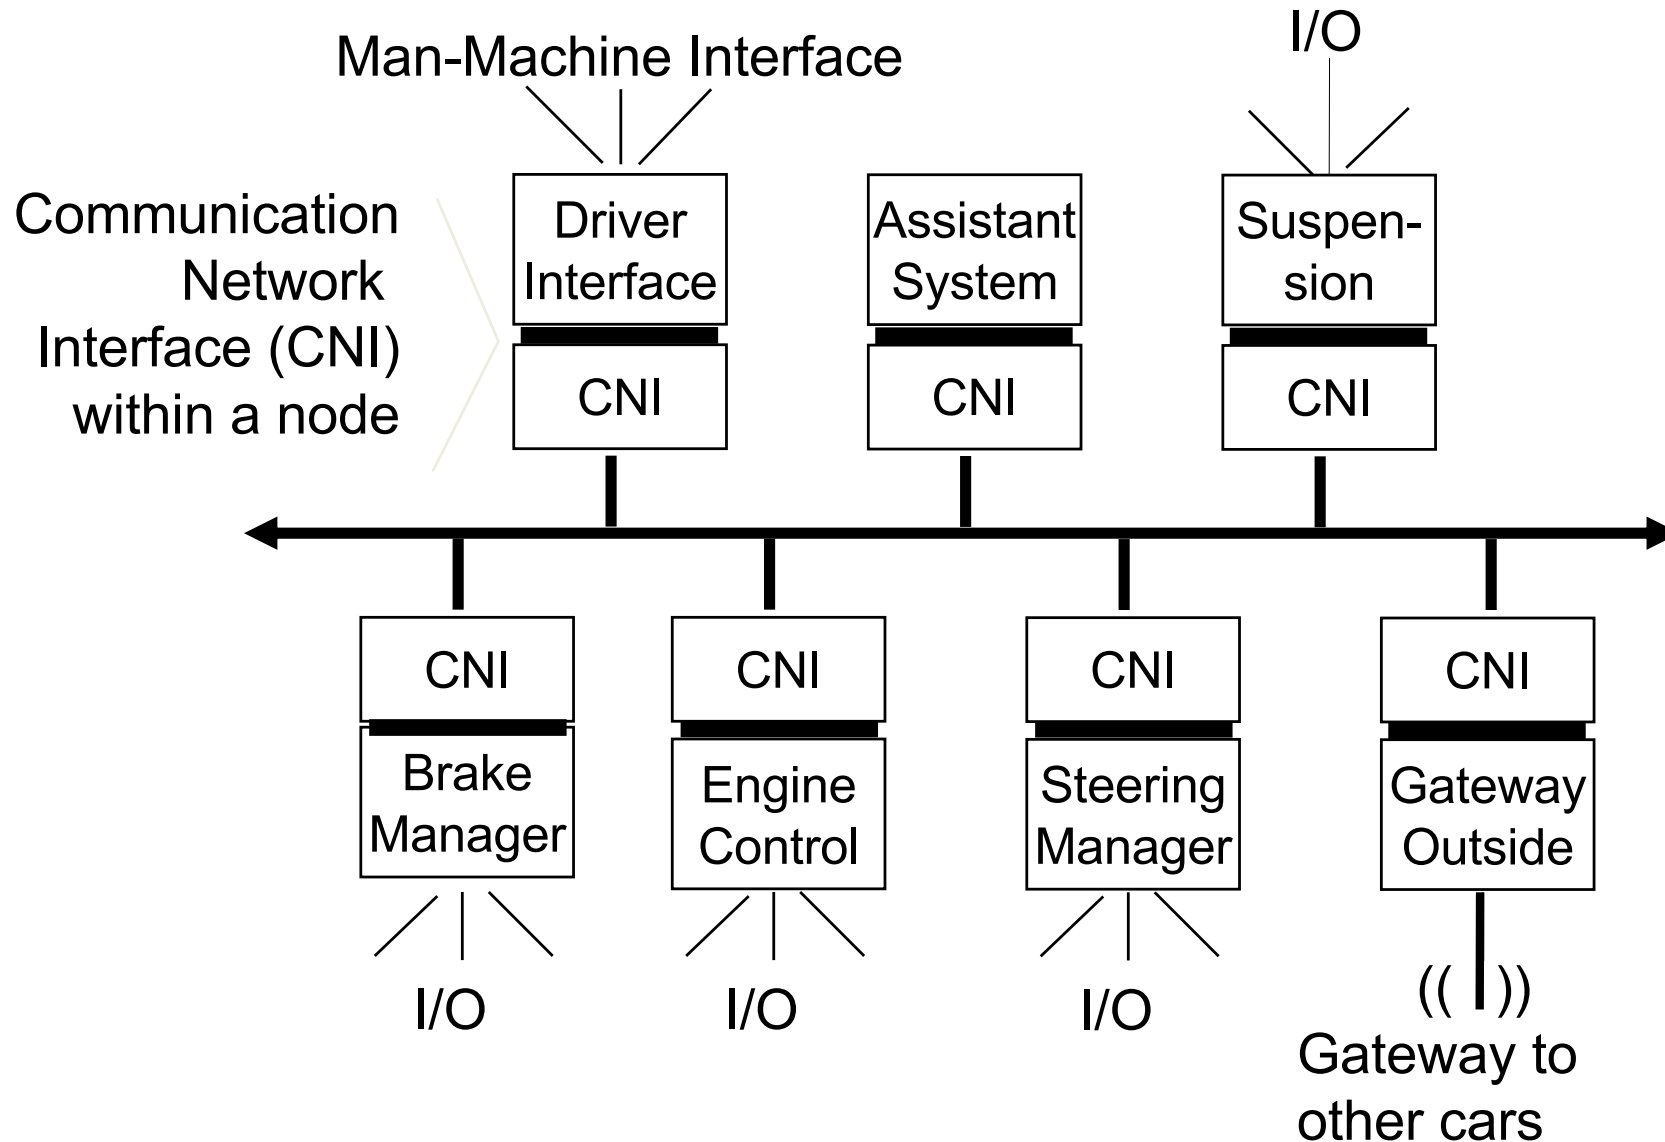 Man-Machine Interface
I/O
Communication
Network
Interface (CNI)
within a node
Driver
Interface
CNI
Assistant
System
CNI
Suspen-
sion
CNI
CNI
Brake
Manager
I/O
CNI
Engine
Control
I/O
CNI
Steering
Manager
I/O
CNI
Gateway
Outside
(( ))
Gateway to
other cars